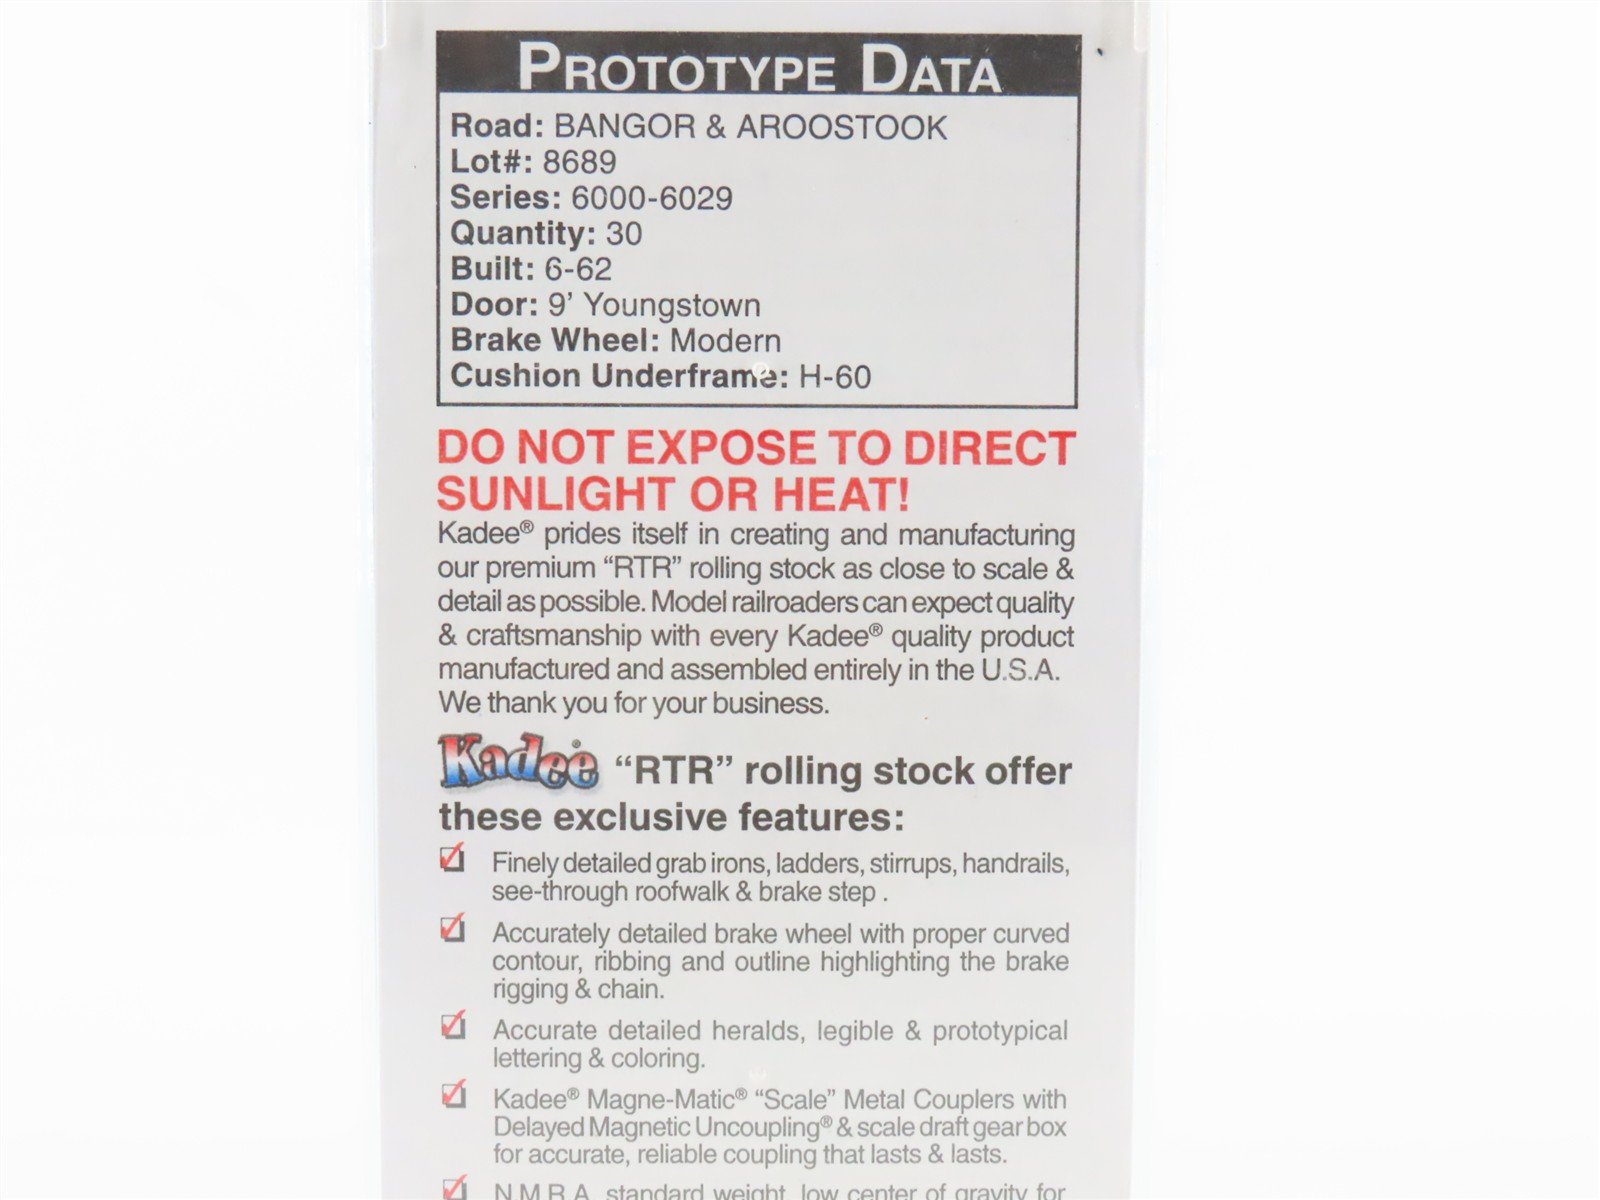 PROTOTYPE DATA
Road: BANGOR & AROOSTOOK
Lot#: 8689
Series: 6000-6029
Quantity: 30
Built: 6-62
Door: 9' Youngstown
Brake Wheel: Modern
Cushion Underframe: H-60
DO NOT EXPOSE TO DIRECT
SUNLIGHT OR HEAT!
Kadee® prides itself in creating and manufacturing
our premium “RTR” rolling stock as close to scale &
detail as possible. Model railroaders can expect quality
& craftsmanship with every Kadee® quality product
manufactured and assembled entirely in the U.S.A.
We thank you for your business.
Kadee® “RTR” rolling stock offer
these exclusive features:
Finely detailed grab irons, ladders, stirrups, handrails,
see-through roofwalk & brake step .
Accurately detailed brake wheel with proper curved
contour, ribbing and outline highlighting the brake
rigging & chain.
Accurate detailed heralds, legible & prototypical
lettering & coloring.
Kadee® Magne-Matic® “Scale” Metal Couplers with
Delayed Magnetic Uncoupling® & scale draft gear box
for accurate, reliable coupling that lasts & lasts.
N.M.R.A. standard weight, low center of gravity for